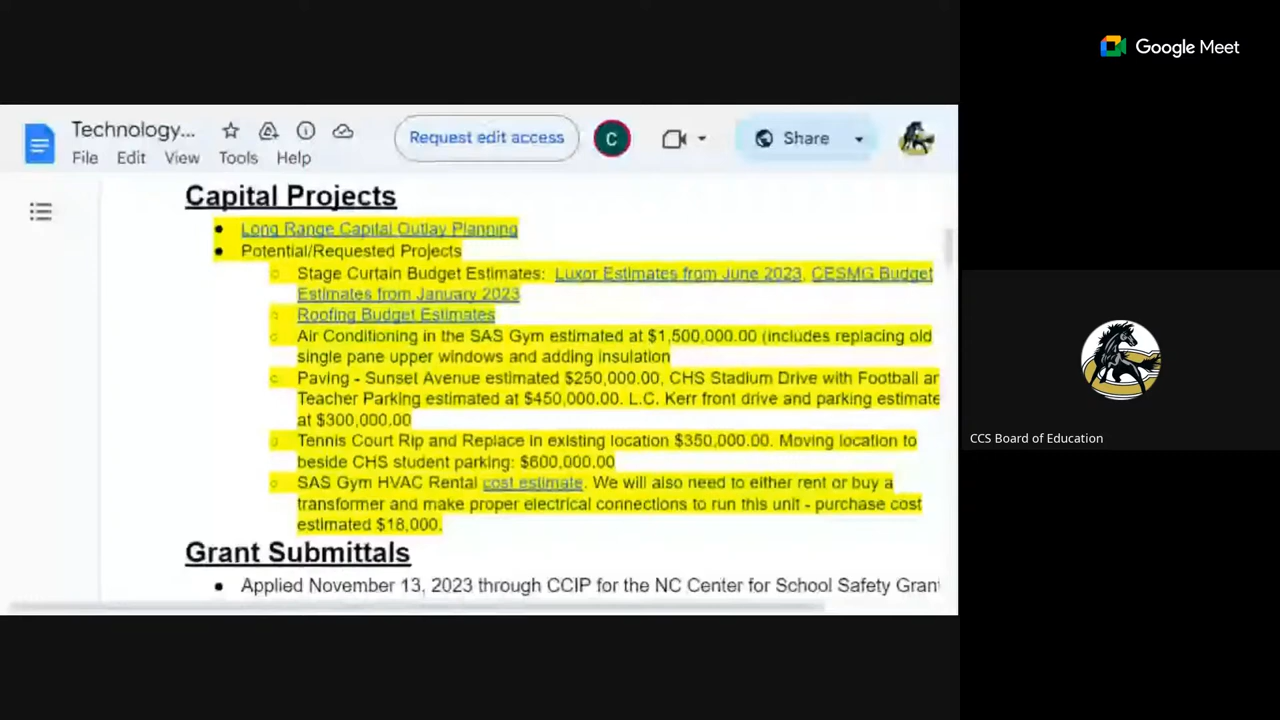 Google Meet
Technology...
Request edit access
C
Share
File Edit View Tools Help
Capital Projects
Long Range Capital Outlay Planning
Potential/Requested Projects
Stage Curtain Budget Estimates: Luxor Estimates from June 2023, CESMG Budget
Estimates from January 2023
Roofing Budget Estimates
Air Conditioning in the SAS Gym estimated at $1,500,000.00 (includes replacing old
single pane upper windows and adding insulation
Paving - Sunset Avenue estimated $250,000.00, CHS Stadium Drive with Football ar
Teacher Parking estimated at $450,000.00. L.C. Kerr front drive and parking estimate
at $300,000.00
Tennis Court Rip and Replace in existing location $350,000.00. Moving location to
beside CHS student parking: $600,000.00
SAS Gym HVAC Rental cost estimate. We will also need to either rent or buy a
transformer and make proper electrical connections to run this unit - purchase cost
estimated $18,000.
Grant Submittals
Applied November 13, 2023 through CCIP for the NC Center for School Safety Grant
CCS Board of Education